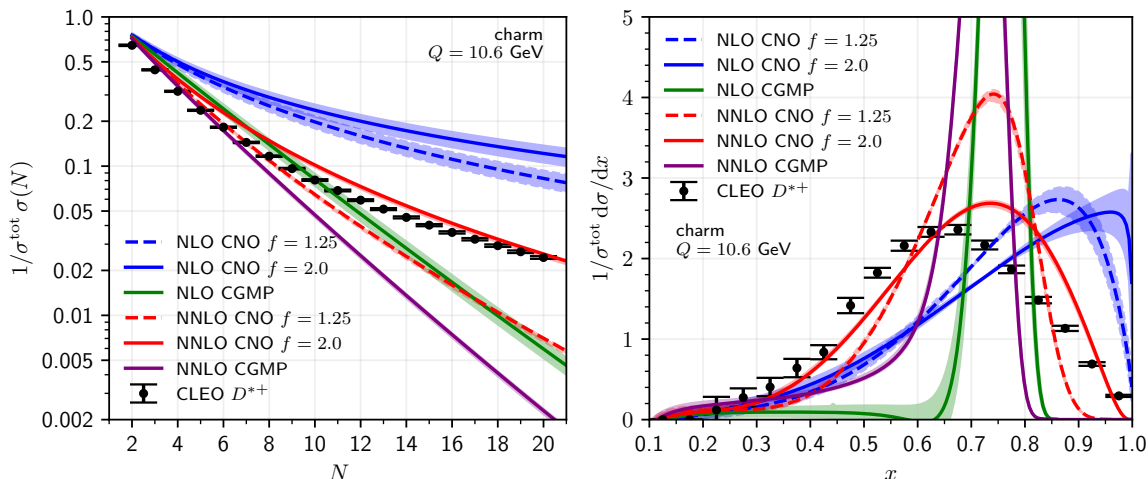 1.0
0.5
0.2
0.1
0.05
0.02
0.01
0.005
0.002
1/σ^tot σ(N)
charm
Q = 10.6 GeV
NLO CNO f = 1.25
NLO CNO f = 2.0
NLO CGMP
NNLO CNO f = 1.25
NNLO CNO f = 2.0
NNLO CGMP
CLEO D*+
2 4 6 8 10 12 14 16 18 20
N
5
4
3
2
1
0
1/σ^tot dσ/dx
NLO CNO f = 1.25
NLO CNO f = 2.0
NLO CGMP
NNLO CNO f = 1.25
NNLO CNO f = 2.0
NNLO CGMP
CLEO D*+
charm
Q = 10.6 GeV
0.1 0.2 0.3 0.4 0.5 0.6 0.7 0.8 0.9 1.0
x